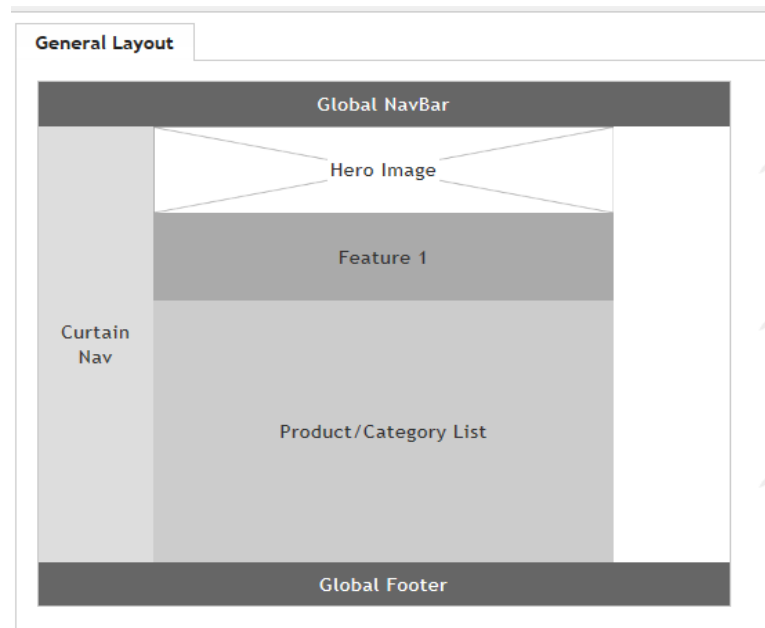 General Layout
Global NavBar
Hero Image
Feature 1
Curtain
Nav
Product/Category List
Global Footer